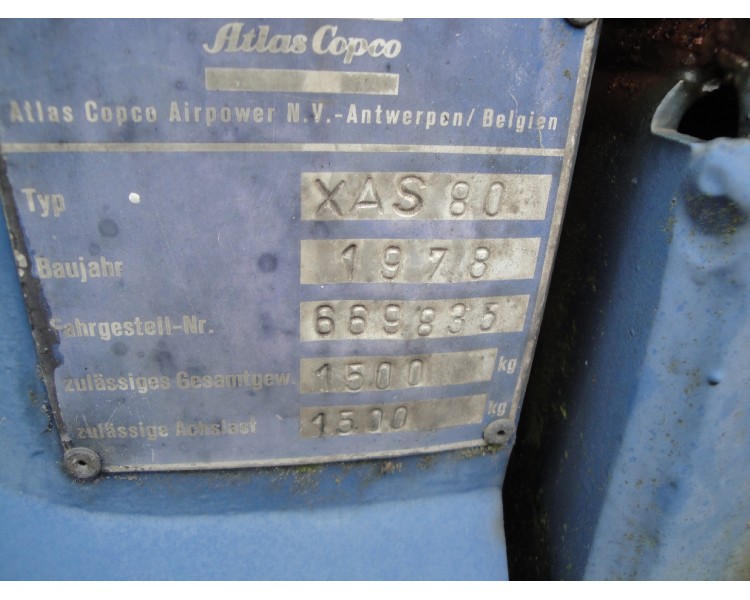 Atlas Copco
Atlas Copco Airpower N.V.-Antwerpen/Belgien
Typ XAS 80
Baujahr 1978
Fahrgestell-Nr. 669835
zulässiges Gesamtgew. 1500 kg
zulässige Achslast 1500 kg